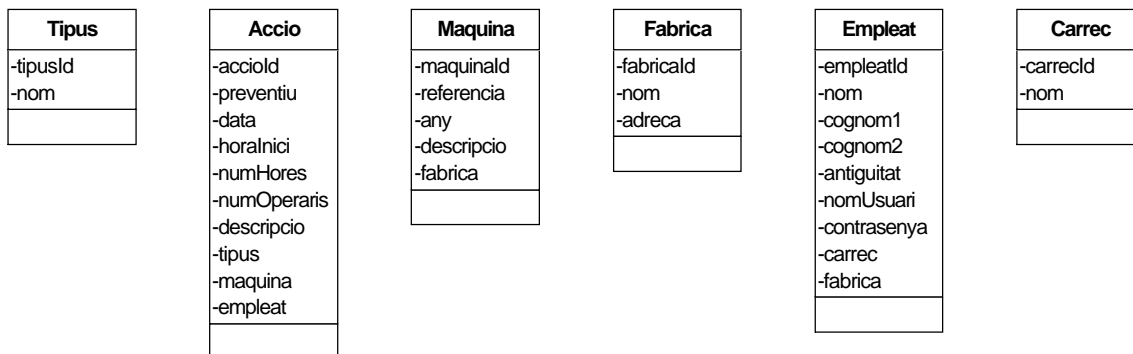 Tipus
-tipusId
-nom
Accio
-accioId
-preventiu
-data
-horaInici
-numHores
-numOperaris
-descripcio
-tipus
-maquina
-empleat
Maquina
-maquinaId
-referencia
-any
-descripcio
-fabrica
Fabrica
-fabricaId
-nom
-adreca
Empleat
-empleatId
-nom
-cognom1
-cognom2
-antiguitat
-nomUsuari
-contrasenya
-carrec
-fabrica
Carrec
-carrecId
-nom